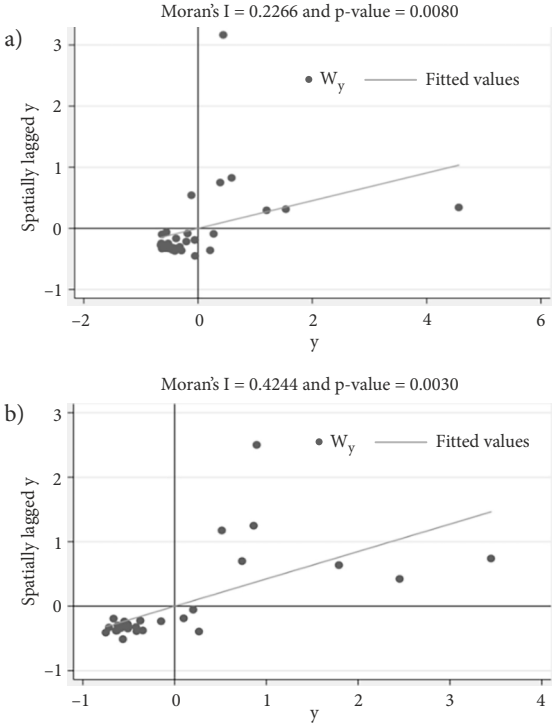 Moran's I = 0.2266 and p-value = 0.0080
a)
3
2
1
0
–1
Spatially lagged y
W_y Fitted values
–2 0 2 4 6
y
Moran's I = 0.4244 and p-value = 0.0030
b)
3
2
1
0
–1
Spatially lagged y
W_y Fitted values
–1 0 1 2 3 4
y